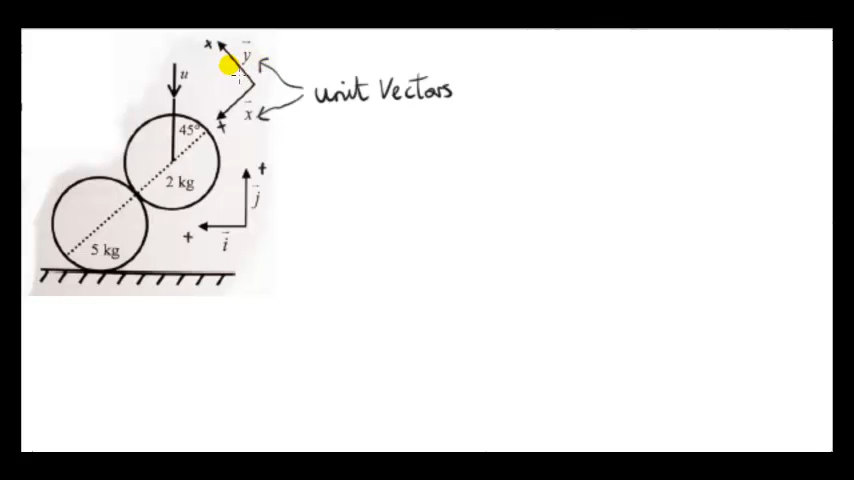 y
u
unit Vectors
x
45°
2 kg
+
j
+
i
5 kg